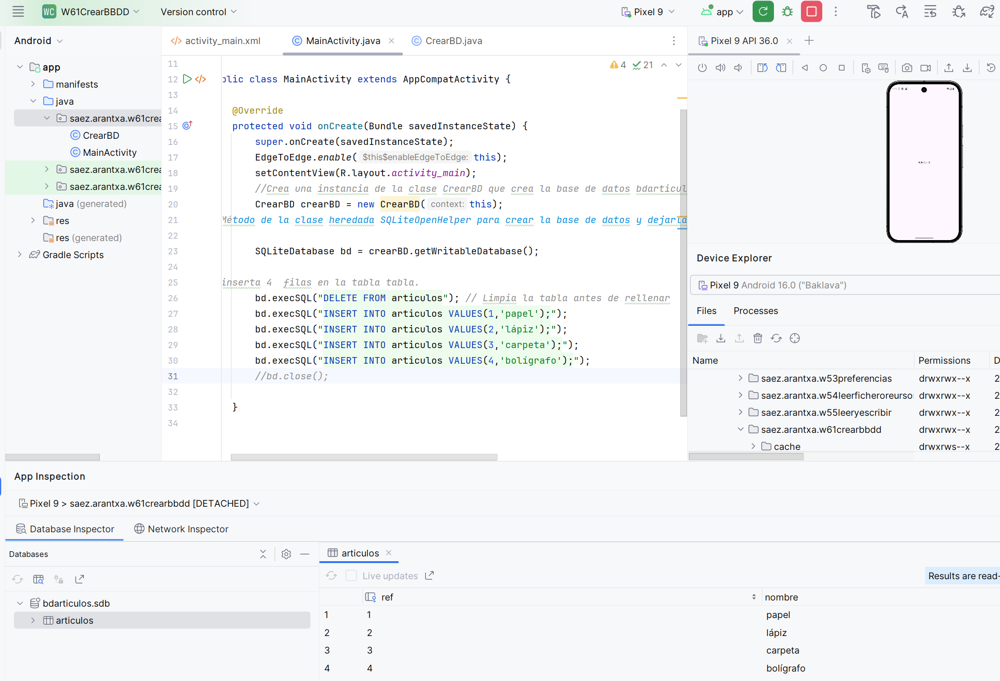 WC W61CrearBBDD Version control Pixel 9 app
Android
app
manifests
java
saez.arantxa.w61crea
CrearBD
MainActivity
saez.arantxa.w61crea
saez.arantxa.w61crea
java (generated)
res
res (generated)
Gradle Scripts
activity_main.xml MainActivity.java CrearBD.java
4 21
11
12 blic class MainActivity extends AppCompatActivity {
13
14 @Override
15 protected void onCreate(Bundle savedInstanceState) {
16 super.onCreate(savedInstanceState);
17 EdgeToEdge.enable( $this$enableEdgeToEdge: this);
18 setContentView(R.layout.activity_main);
19 //Crea una instancia de la clase CrearBD que crea la base de datos bdarticul
20 CrearBD crearBD = new CrearBD( context: this);
21 Método de la clase heredada SQLiteOpenHelper para crear la base de datos y dejarla
22
23 SQLiteDatabase bd = crearBD.getWritableDatabase();
24
25 inserta 4  filas en la tabla tabla.
26 bd.execSQL("DELETE FROM articulos"); // Limpia la tabla antes de rellenar
27 bd.execSQL("INSERT INTO articulos VALUES(1,'papel');");
28 bd.execSQL("INSERT INTO articulos VALUES(2,'lápiz');");
29 bd.execSQL("INSERT INTO articulos VALUES(3,'carpeta');");
30 bd.execSQL("INSERT INTO articulos VALUES(4,'bolígrafo');");
31 //bd.close();
32
33 }
34
Pixel 9 API 36.0
Hello World
Device Explorer
Pixel 9 Android 16.0 ("Baklava")
Files Processes
Name Permissions D
saez.arantxa.w53preferencias drwxrwx--x 2
saez.arantxa.w54leerficheroreurso drwxrwx--x 2
saez.arantxa.w55leeryescribir drwxrwx--x 2
saez.arantxa.w61crearbbdd drwxrwx--x 2
cache drwxrws--x 2
App Inspection
Pixel 9 > saez.arantxa.w61crearbbdd [DETACHED]
Database Inspector Network Inspector
Databases
bdarticulos.sdb
articulos
articulos
Live updates
Results are read-
ref nombre
1 1 papel
2 2 lápiz
3 3 carpeta
4 4 bolígrafo